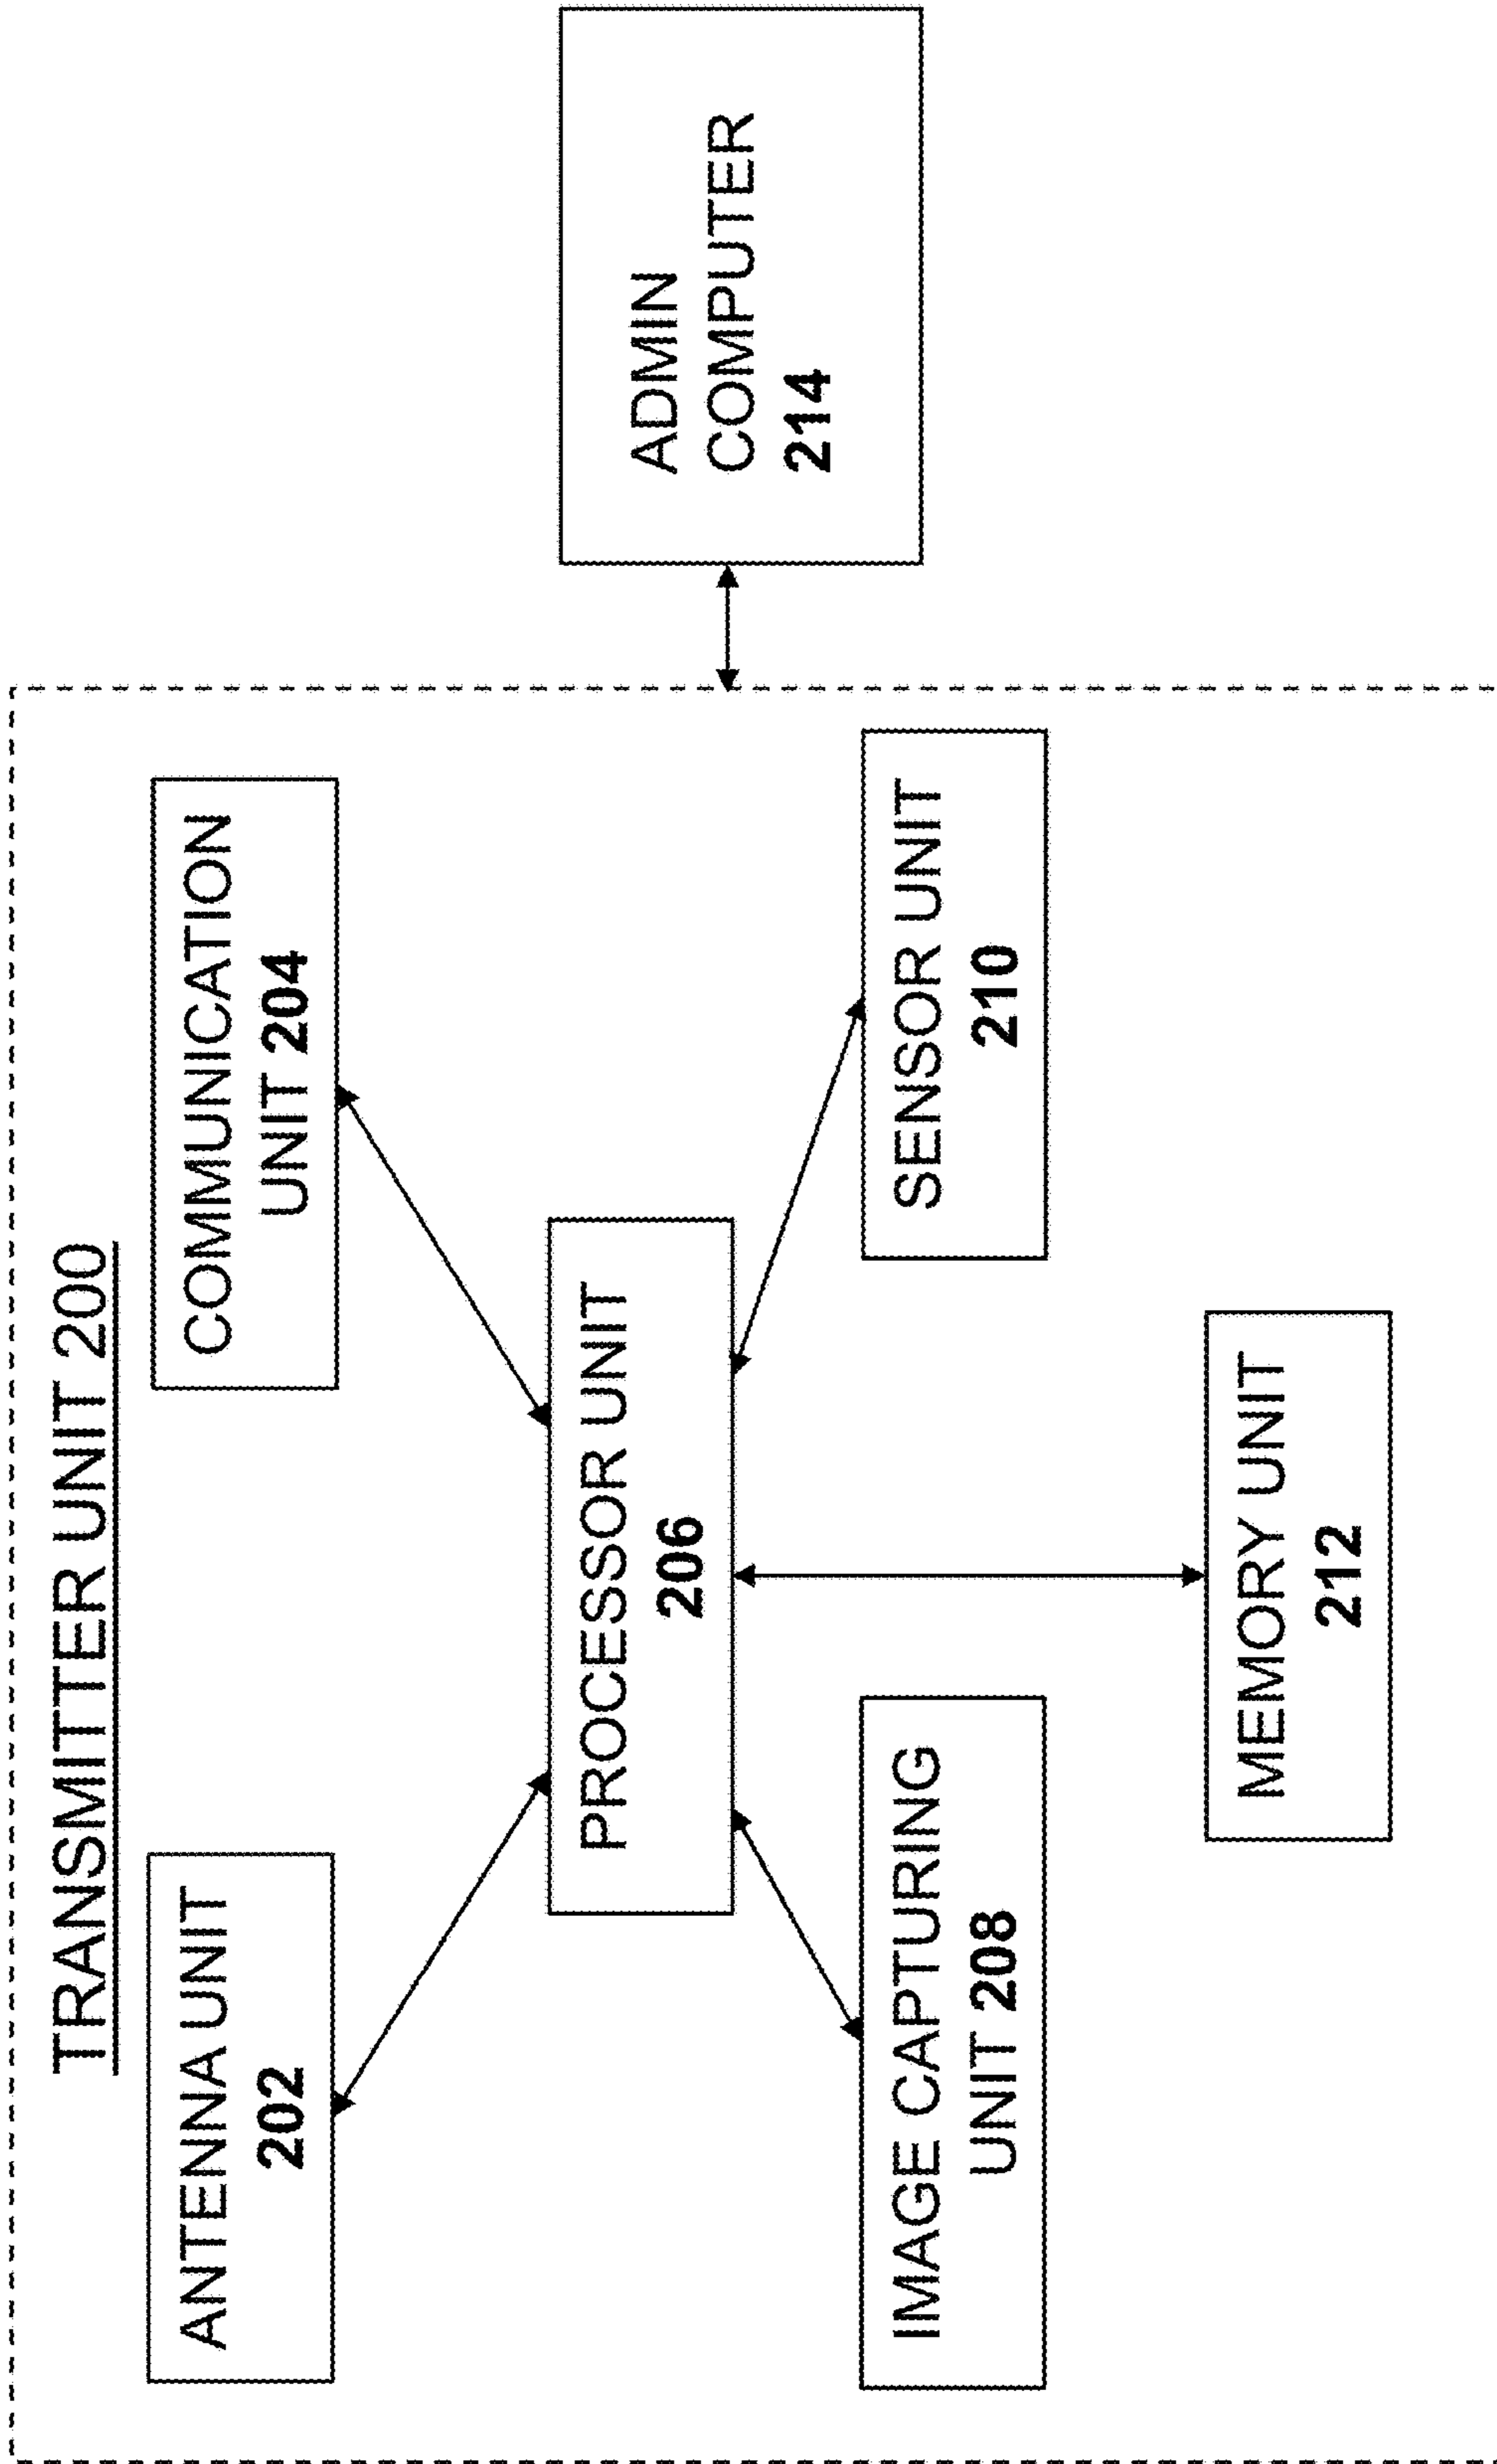 TRANSMITTER UNIT 200
ANTENNA UNIT
202
COMMUNICATION
UNIT 204
PROCESSOR UNIT
206
IMAGE CAPTURING
UNIT 208
SENSOR UNIT
210
MEMORY UNIT
212
ADMIN
COMPUTER
214